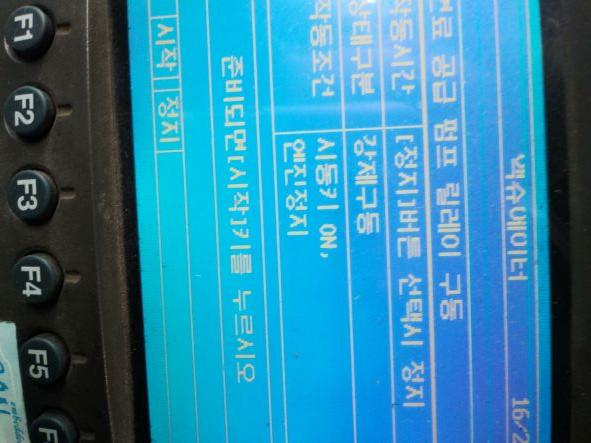 액츄에이터 16/2
연료 공급 펌프 릴레이 구동
작동시간 [정지]버튼 선택시 정지
상태구분 강제구동
작동조건 시동키 ON,
엔진정지
준비되면[시작]키를 누르시오
시작 정지
F1
F2
F3
F4
F5